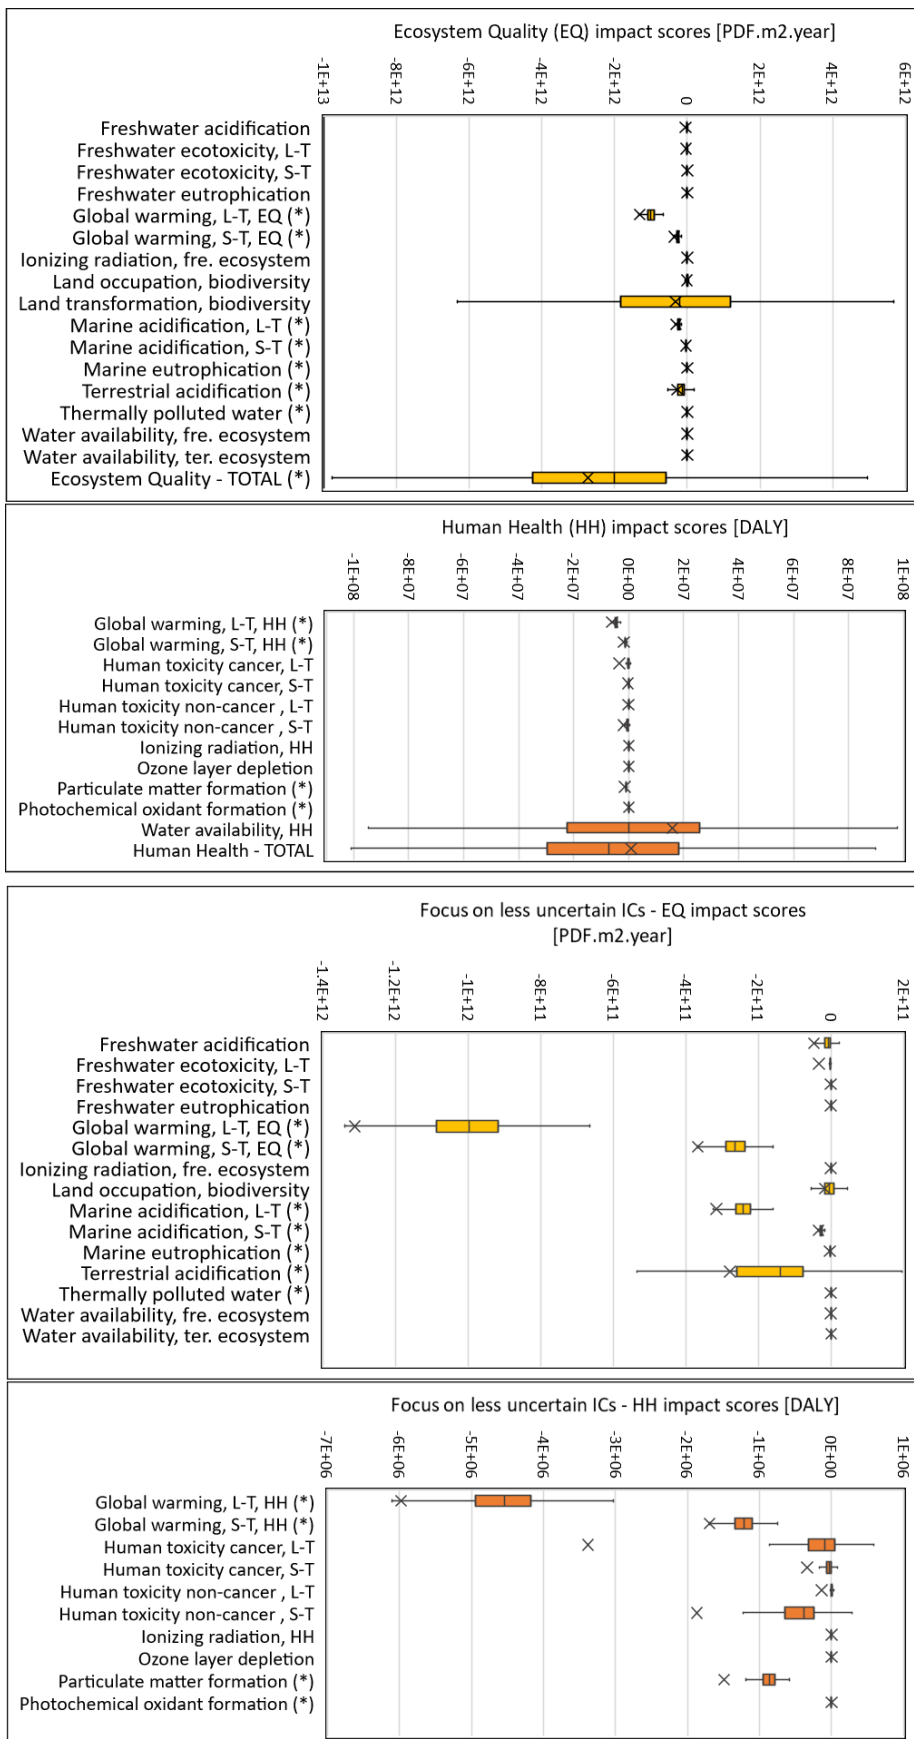 Ecosystem Quality (EQ) impact scores [PDF.m2.year]
-1E+13
-8E+12
-6E+12
-4E+12
-2E+12
0
2E+12
4E+12
6E+12
Freshwater acidification
Freshwater ecotoxicity, L-T
Freshwater ecotoxicity, S-T
Freshwater eutrophication
Global warming, L-T, EQ (*)
Global warming, S-T, EQ (*)
Ionizing radiation, fre. ecosystem
Land occupation, biodiversity
Land transformation, biodiversity
Marine acidification, L-T (*)
Marine acidification, S-T (*)
Marine eutrophication (*)
Terrestrial acidification (*)
Thermally polluted water (*)
Water availability, fre. ecosystem
Water availability, ter. ecosystem
Ecosystem Quality - TOTAL (*)
Human Health (HH) impact scores [DALY]
-1E+08
-8E+07
-6E+07
-4E+07
-2E+07
0E+00
2E+07
4E+07
6E+07
8E+07
1E+08
Global warming, L-T, HH (*)
Global warming, S-T, HH (*)
Human toxicity cancer, L-T
Human toxicity cancer, S-T
Human toxicity non-cancer , L-T
Human toxicity non-cancer , S-T
Ionizing radiation, HH
Ozone layer depletion
Particulate matter formation (*)
Photochemical oxidant formation (*)
Water availability, HH
Human Health - TOTAL
Focus on less uncertain ICs - EQ impact scores
[PDF.m2.year]
-1.4E+12
-1.2E+12
-1E+12
-8E+11
-6E+11
-4E+11
-2E+11
0
2E+11
Freshwater acidification
Freshwater ecotoxicity, L-T
Freshwater ecotoxicity, S-T
Freshwater eutrophication
Global warming, L-T, EQ (*)
Global warming, S-T, EQ (*)
Ionizing radiation, fre. ecosystem
Land occupation, biodiversity
Marine acidification, L-T (*)
Marine acidification, S-T (*)
Marine eutrophication (*)
Terrestrial acidification (*)
Thermally polluted water (*)
Water availability, fre. ecosystem
Water availability, ter. ecosystem
Focus on less uncertain ICs - HH impact scores [DALY]
-7E+06
-6E+06
-5E+06
-4E+06
-3E+06
-2E+06
-1E+06
0E+00
1E+06
Global warming, L-T, HH (*)
Global warming, S-T, HH (*)
Human toxicity cancer, L-T
Human toxicity cancer, S-T
Human toxicity non-cancer , L-T
Human toxicity non-cancer , S-T
Ionizing radiation, HH
Ozone layer depletion
Particulate matter formation (*)
Photochemical oxidant formation (*)